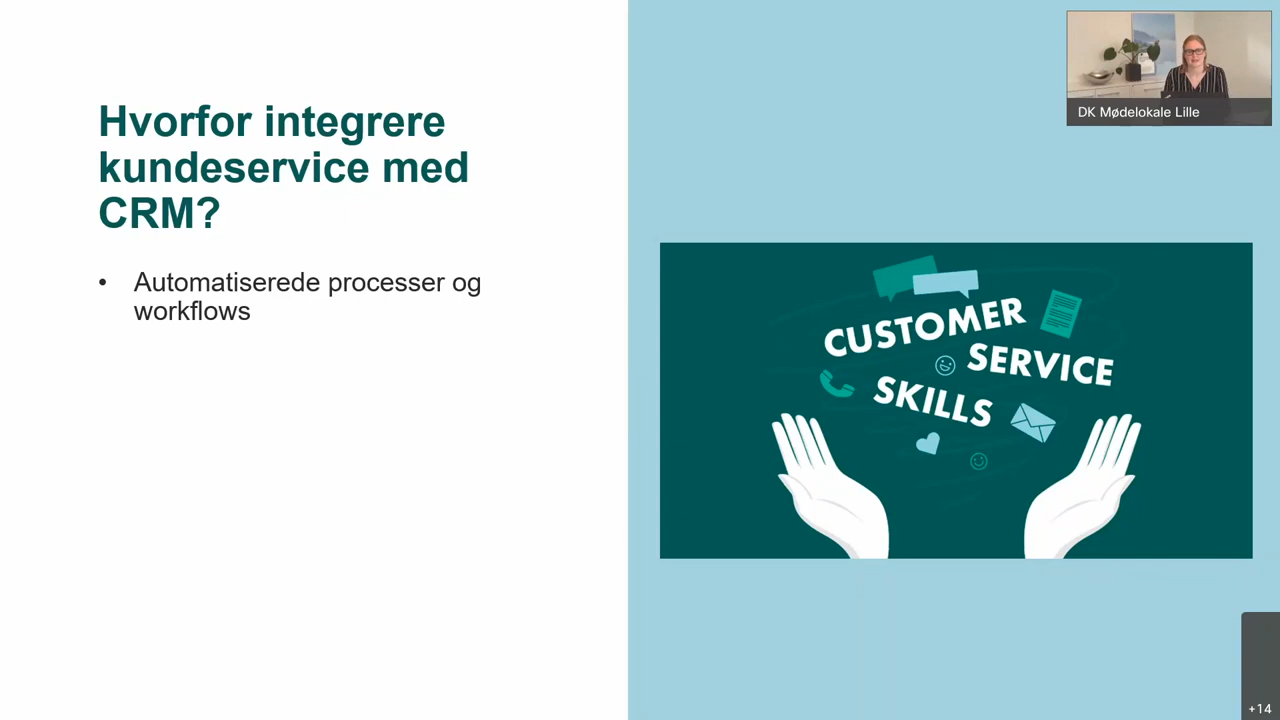 Hvorfor integrere
kundeservice med
CRM?
• Automatiserede processer og
workflows
CUSTOMER
SERVICE
SKILLS
DK Mødelokale Lille
+14